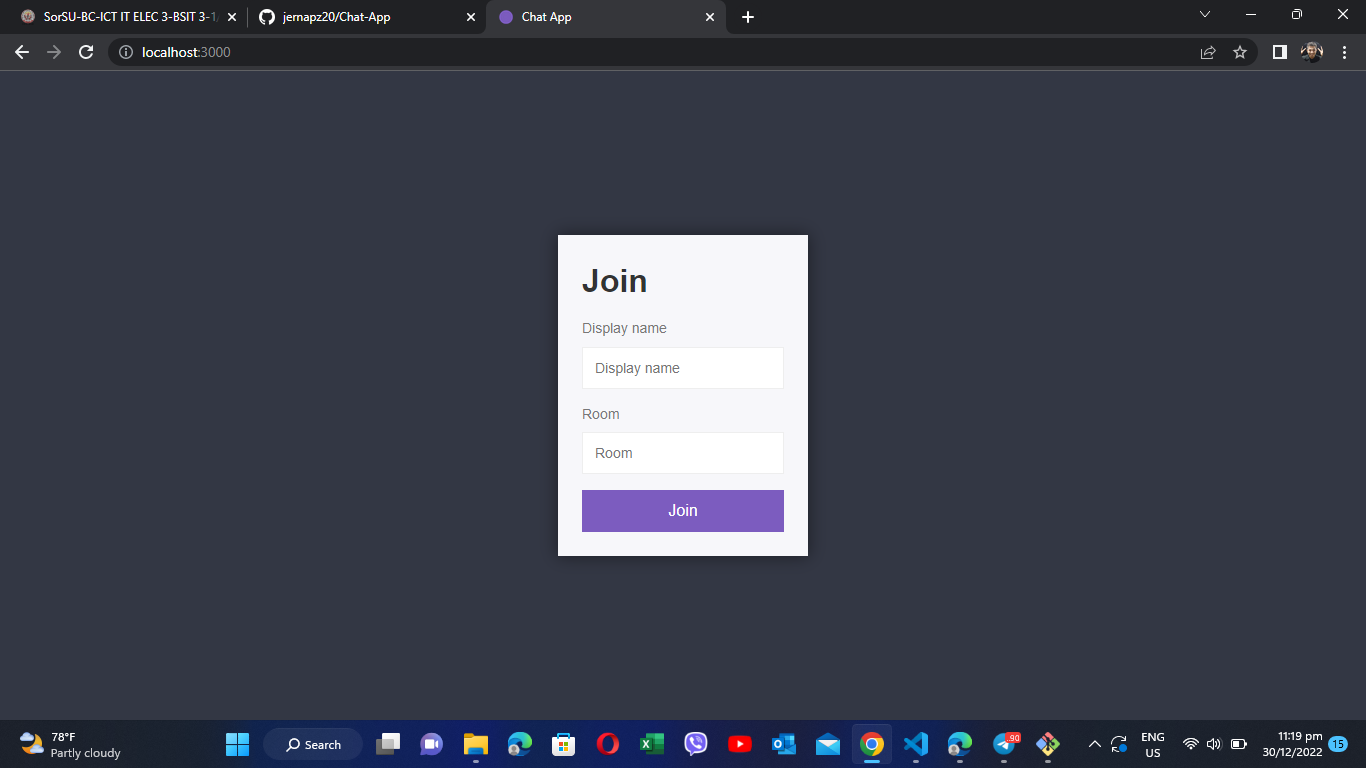 SorSU-BC-ICT IT ELEC 3-BSIT 3-1
jernapz20/Chat-App
Chat App
localhost:3000
Join
Display name
Display name
Room
Room
Join
78°F
Partly cloudy
Search
90
ENG
US
11:19 pm
30/12/2022
15